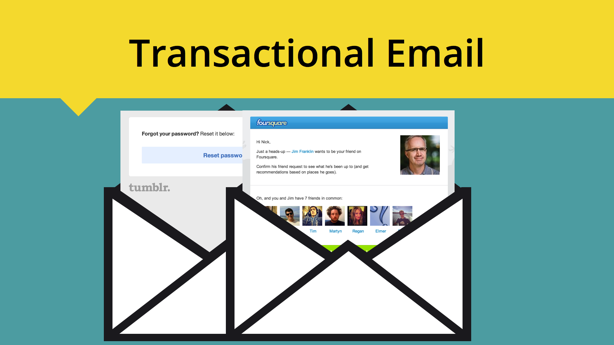 Transactional Email
Forgot your password? Reset it below:
Reset passwo
tumblr.
foursquare
Hi Nick,
Just a heads-up — Jim Franklin wants to be your friend on
Foursquare.
Confirm his friend request to see what he's been up to (and get
recommendations based on places he goes).
Oh, and you and Jim have 7 friends in common:
Tim Martyn Regan Elmer